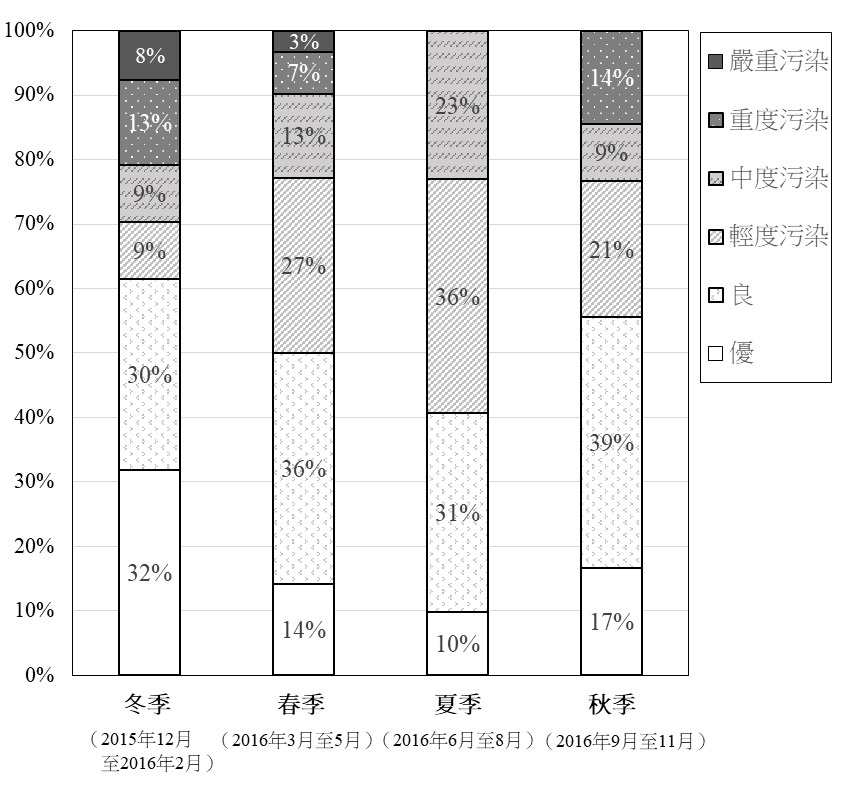 100%
90%
80%
70%
60%
50%
40%
30%
20%
10%
0%
8%
13%
9%
9%
30%
32%
3%
7%
13%
27%
36%
14%
23%
36%
31%
10%
14%
9%
21%
39%
17%
嚴重污染
重度污染
中度污染
輕度污染
良
優
冬季
(2015年12月
至2016年2月)
春季
(2016年3月至5月)
夏季
(2016年6月至8月)
秋季
(2016年9月至11月)